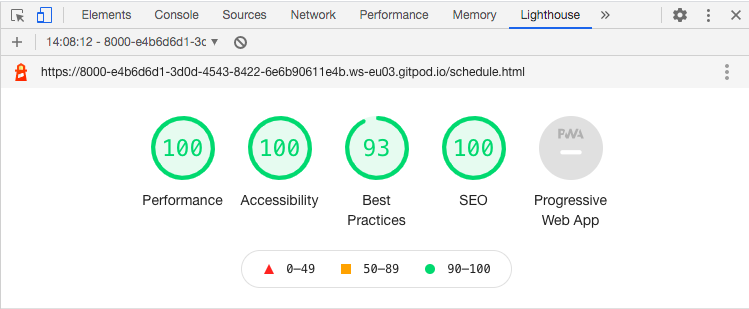 Elements Console Sources Network Performance Memory Lighthouse »
+ 14:08:12 - 8000-e4b6d6d1-3c ▼
https://8000-e4b6d6d1-3d0d-4543-8422-6e6b90611e4b.ws-eu03.gitpod.io/schedule.html
100 100 93 100 PWA
Performance Accessibility Best Practices SEO Progressive Web App
0–49 50–89 90–100